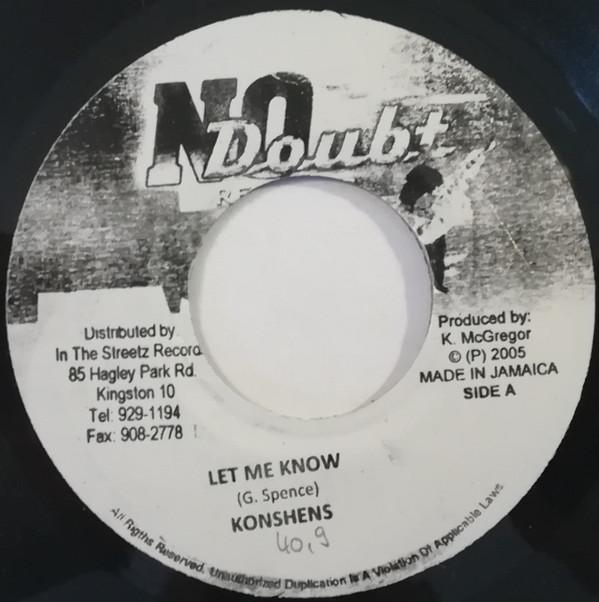 NO
Doubt
Distributed by
In The Streetz Record
85 Hagley Park Rd.
Kingston 10
Tel: 929-1194
Fax: 908-2778
Produced by:
K. McGregor
© (P) 2005
MADE IN JAMAICA
SIDE A
LET ME KNOW
(G. Spence)
KONSHENS
40,9
All Rigths Reserved. Unauthorized Duplication Is A Violation Of Applicable Laws